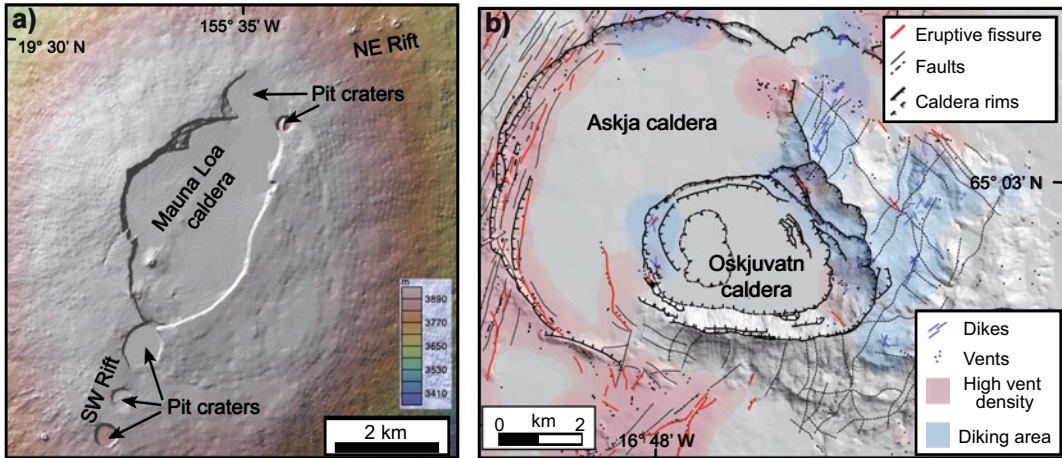 a)
155° 35' W
19° 30' N
NE Rift
Pit craters
Mauna Loa
caldera
m
3890
3770
3650
3530
3410
SW Rift
Pit craters
2 km
b)
Eruptive fissure
Faults
Caldera rims
Askja caldera
65° 03' N
Oskjuvatn
caldera
Dikes
Vents
High vent
density
Diking area
km
0 2
16° 48' W